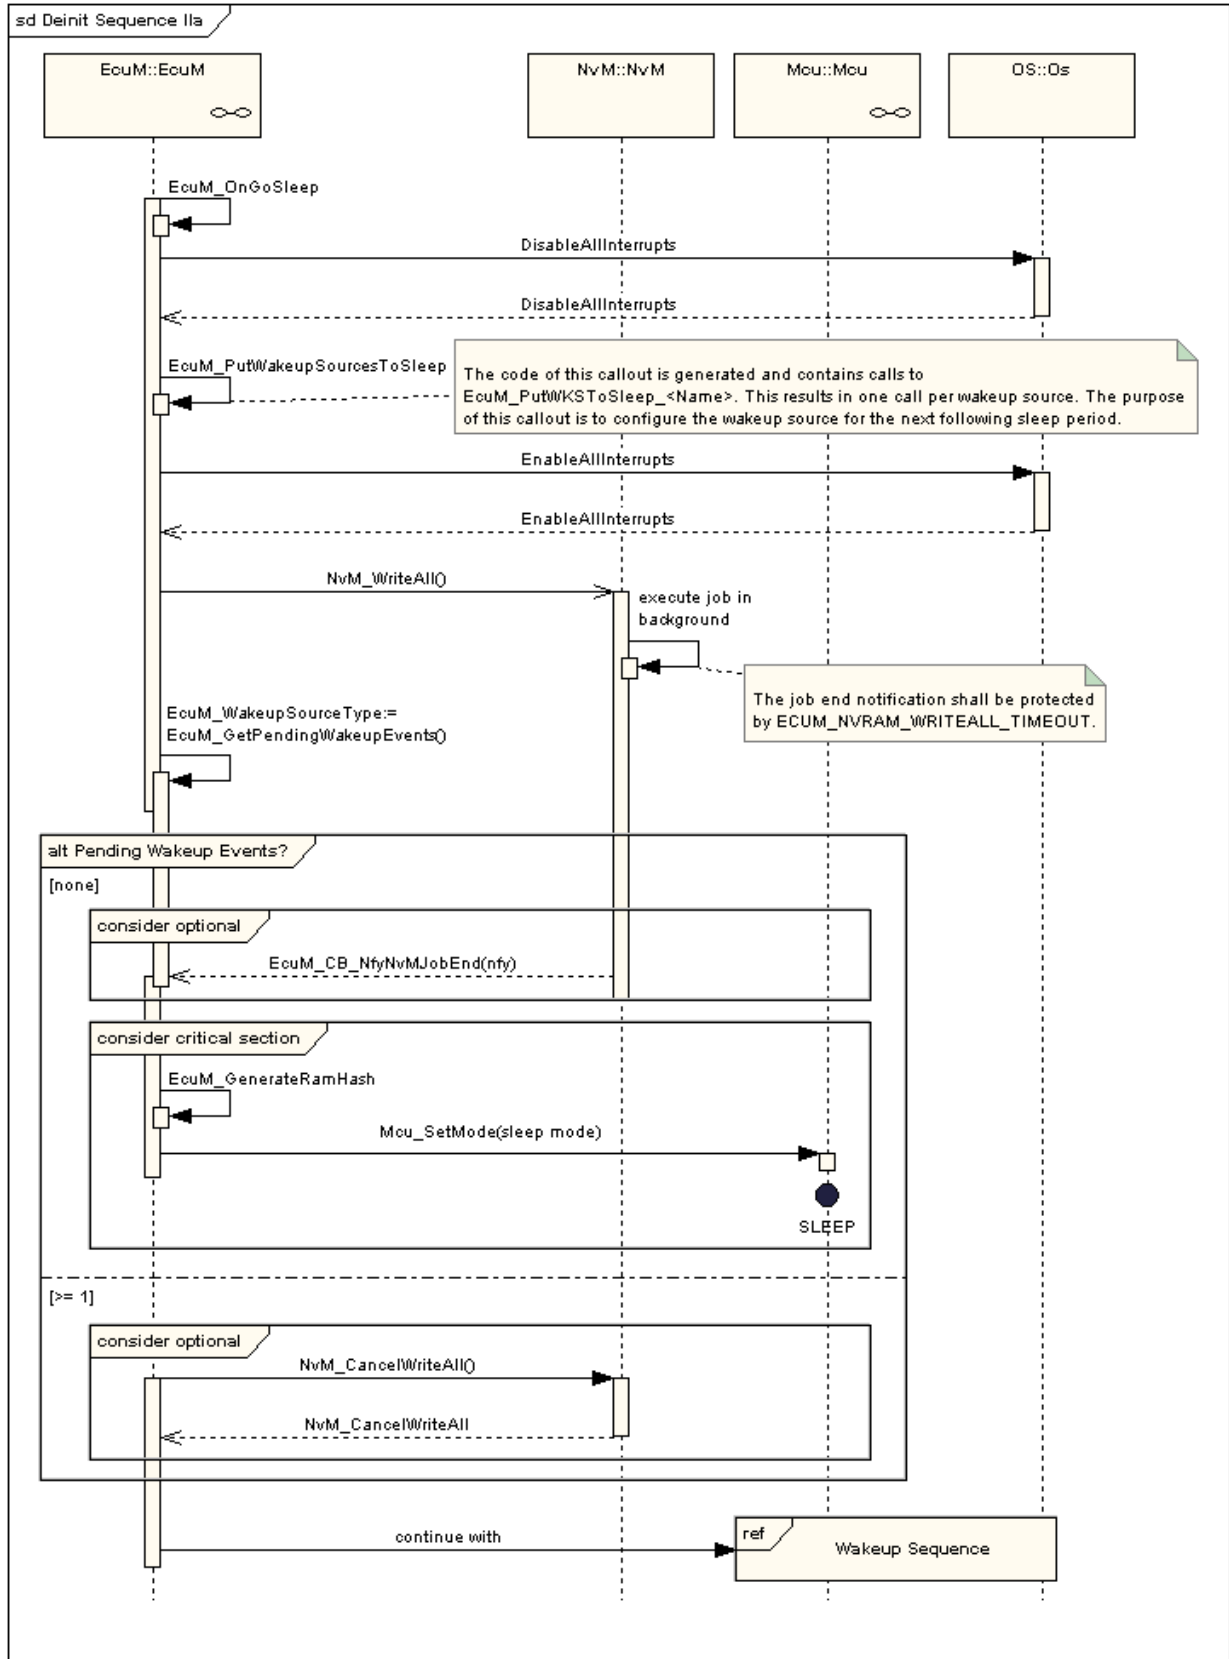 sd Deinit Sequence IIa
EcuM::EcuM
NvM::NvM
Mcu::Mcu
OS::Os
EcuM_OnGoSleep
DisableAllInterrupts
DisableAllInterrupts
EcuM_PutWakeupSourcesToSleep
The code of this callout is generated and contains calls to
EcuM_PutWKSToSleep_<Name>. This results in one call per wakeup source. The purpose
of this callout is to configure the wakeup source for the next following sleep period.
EnableAllInterrupts
EnableAllInterrupts
NvM_WriteAll()
execute job in
background
The job end notification shall be protected
by ECUM_NVRAM_WRITEALL_TIMEOUT.
EcuM_WakeupSourceType:=
EcuM_GetPendingWakeupEvents()
alt Pending Wakeup Events?
[none]
consider optional
EcuM_CB_NfyNvMJobEnd(nfy)
consider critical section
EcuM_GenerateRamHash
Mcu_SetMode(sleep mode)
SLEEP
[>= 1]
consider optional
NvM_CancelWriteAll()
NvM_CancelWriteAll
continue with
ref
Wakeup Sequence